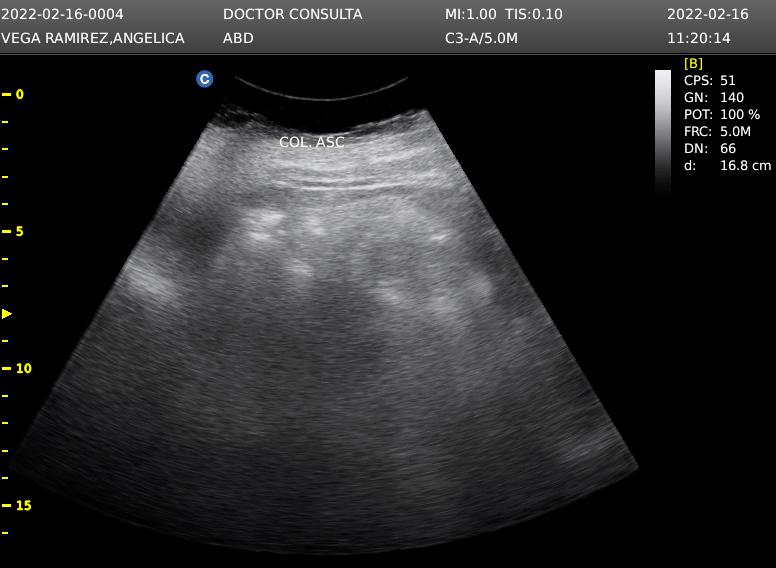 2022-02-16-0004 DOCTOR CONSULTA MI:1.00 TIS:0.10 2022-02-16
VEGA RAMIREZ,ANGELICA ABD C3-A/5.0M 11:20:14
C
[B]
CPS: 51
GN: 140
POT: 100 %
FRC: 5.0M
DN: 66
d: 16.8 cm
COL. ASC
0
5
10
15